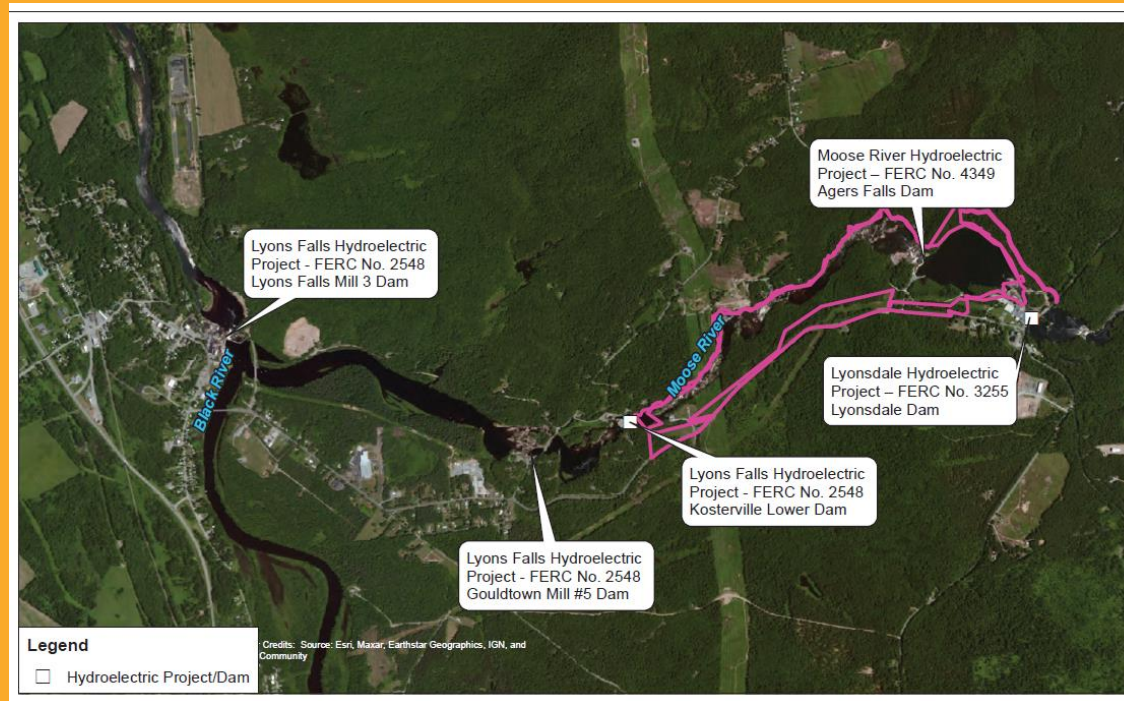 Moose River Hydroelectric
Project – FERC No. 4349
Agers Falls Dam
Lyons Falls Hydroelectric
Project - FERC No. 2548
Lyons Falls Mill 3 Dam
Black River
Moose River
Lyonsdale Hydroelectric
Project – FERC No. 3255
Lyonsdale Dam
Lyons Falls Hydroelectric
Project - FERC No. 2548
Kosterville Lower Dam
Lyons Falls Hydroelectric
Project - FERC No. 2548
Gouldtown Mill #5 Dam
Legend
Hydroelectric Project/Dam
Credits: Source: Esri, Maxar, Earthstar Geographics, IGN, and
Community